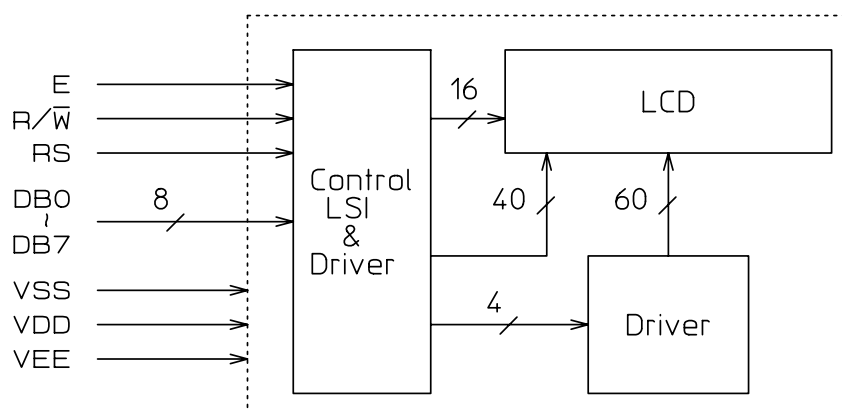 E
R/W̅
RS
DB0
~
DB7
8
VSS
VDD
VEE
Control
LSI
&
Driver
16
LCD
40
60
4
Driver